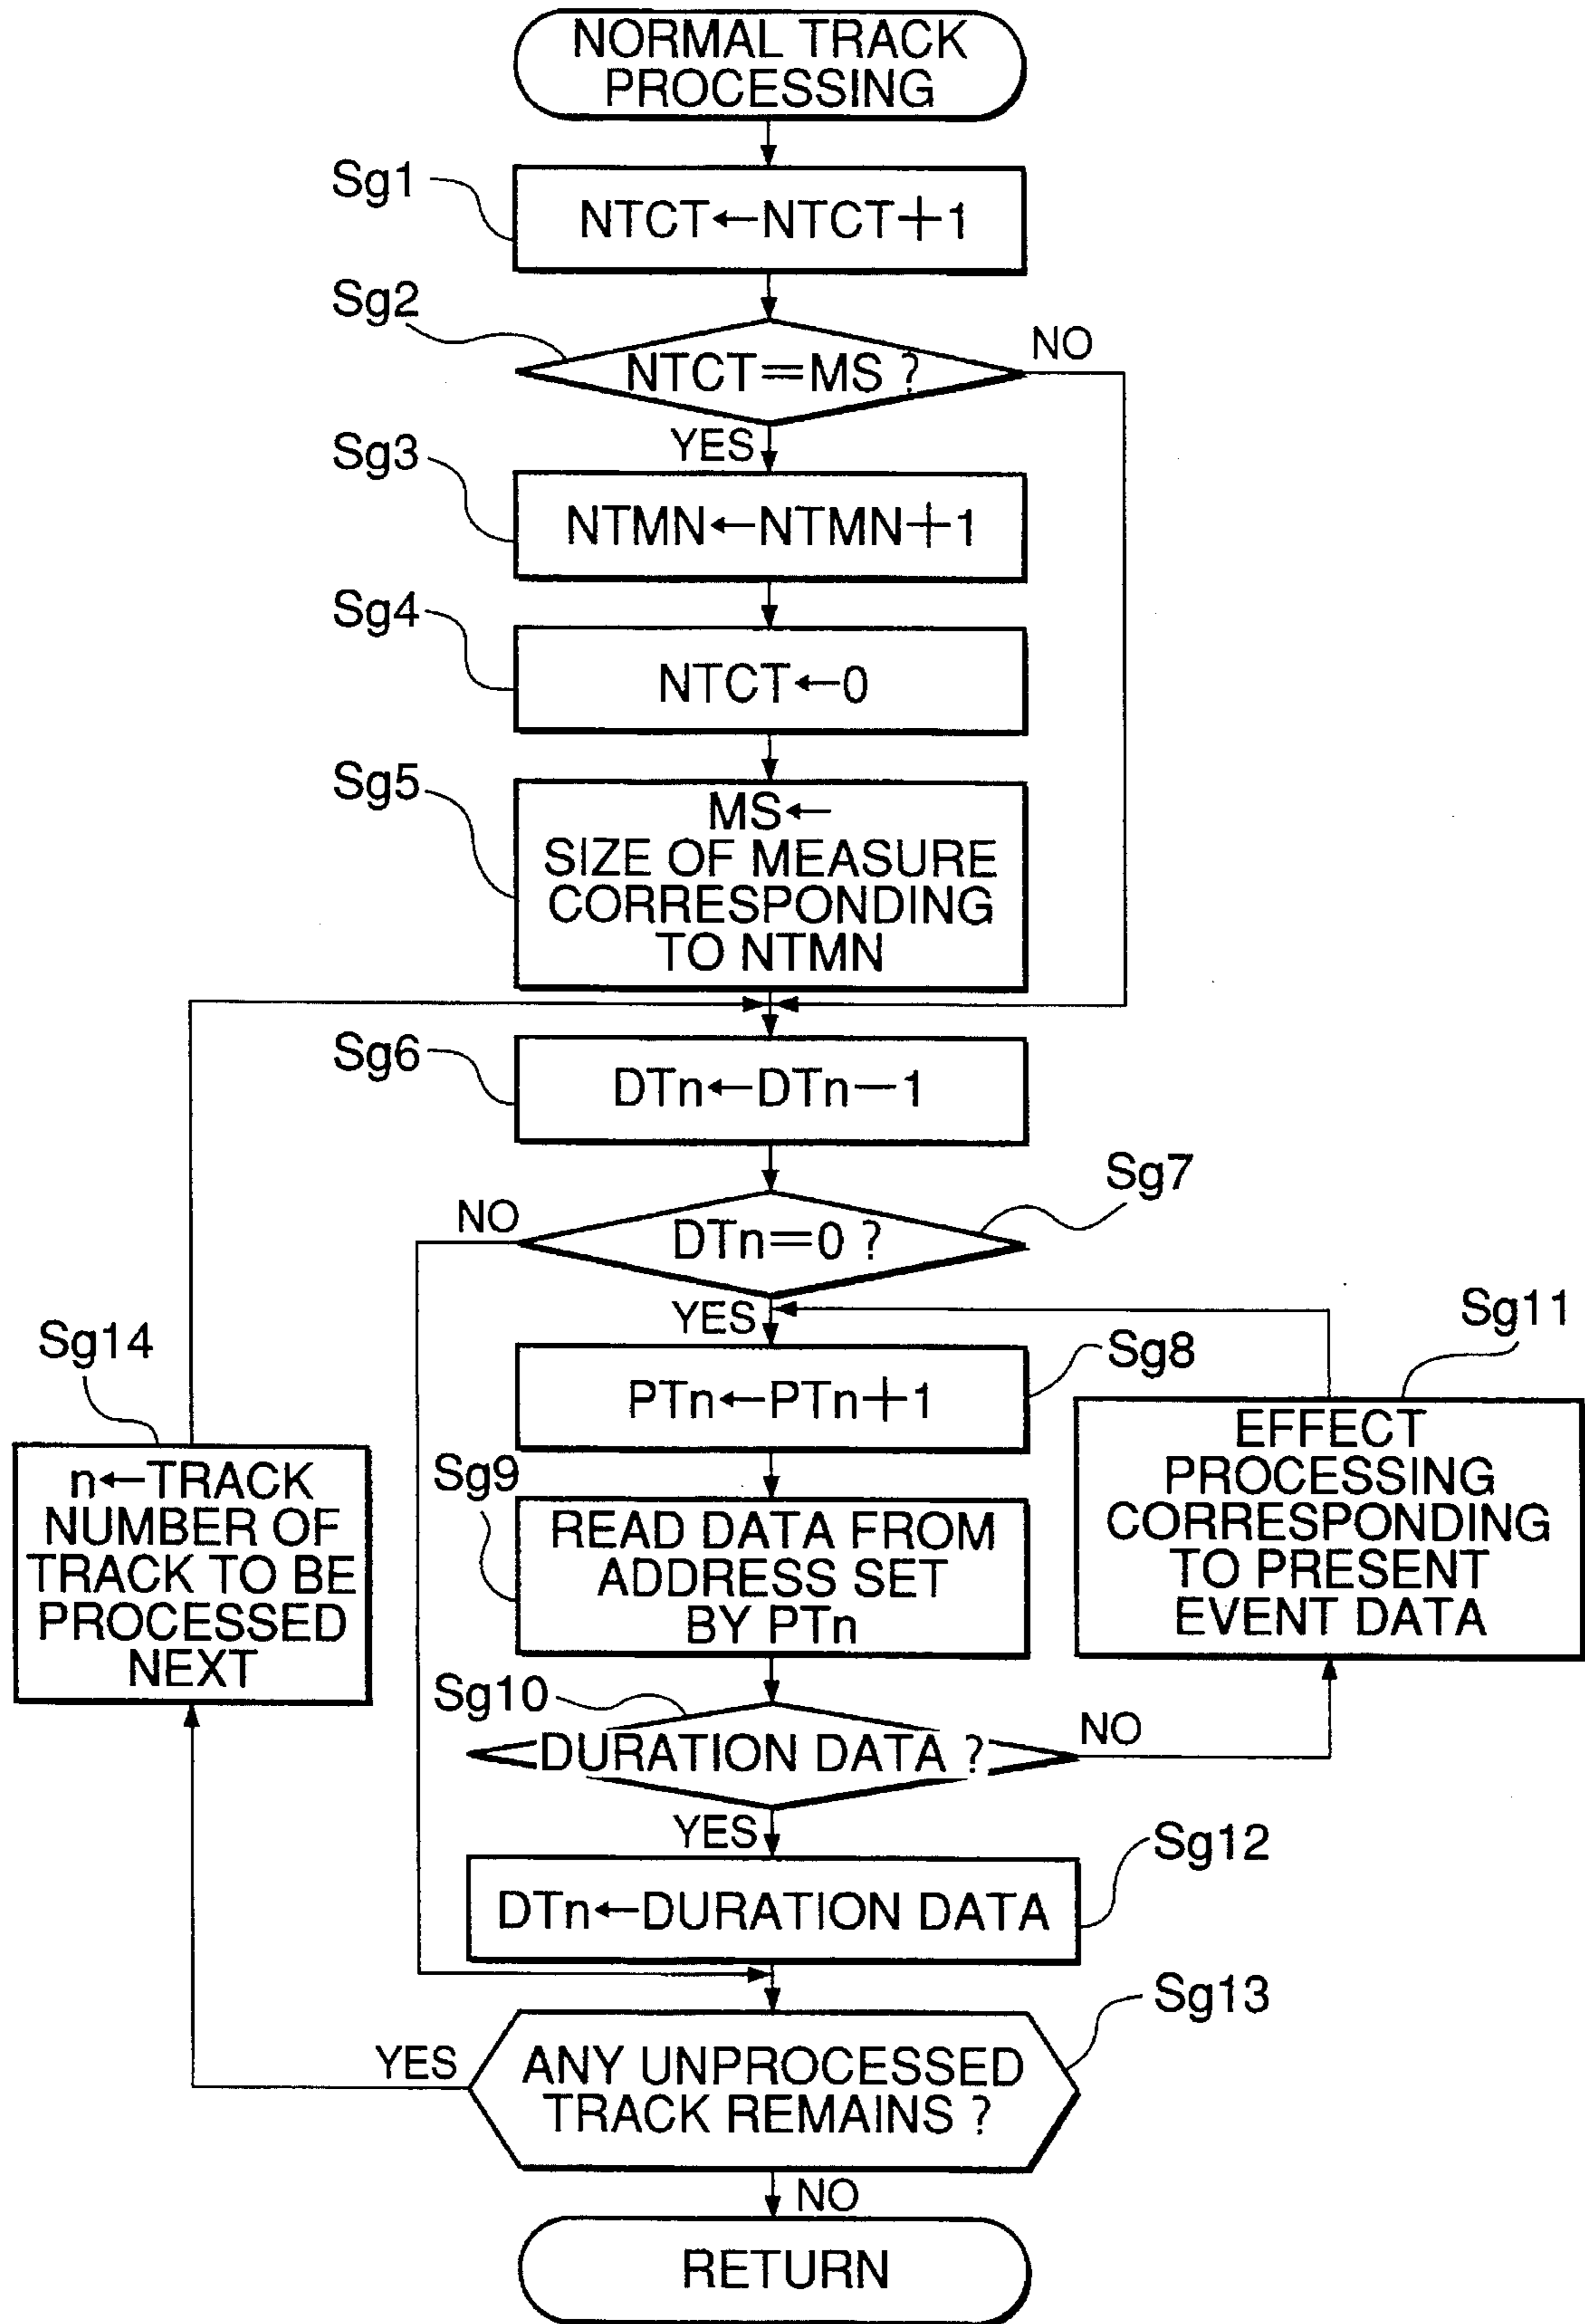 NORMAL TRACK
PROCESSING
Sg1
NTCT←NTCT+1
Sg2
NTCT=MS ?
NO
YES
Sg3
NTMN←NTMN+1
Sg4
NTCT←0
Sg5
MS←
SIZE OF MEASURE
CORRESPONDING
TO NTMN
Sg6
DTn←DTn−1
Sg7
NO
DTn=0 ?
YES
Sg8
PTn←PTn+1
Sg11
EFFECT
PROCESSING
CORRESPONDING
TO PRESENT
EVENT DATA
Sg14
n←TRACK
NUMBER OF
TRACK TO BE
PROCESSED
NEXT
Sg9
READ DATA FROM
ADDRESS SET
BY PTn
Sg10
DURATION DATA ?
NO
YES
Sg12
DTn←DURATION DATA
Sg13
YES
ANY UNPROCESSED
TRACK REMAINS ?
NO
RETURN